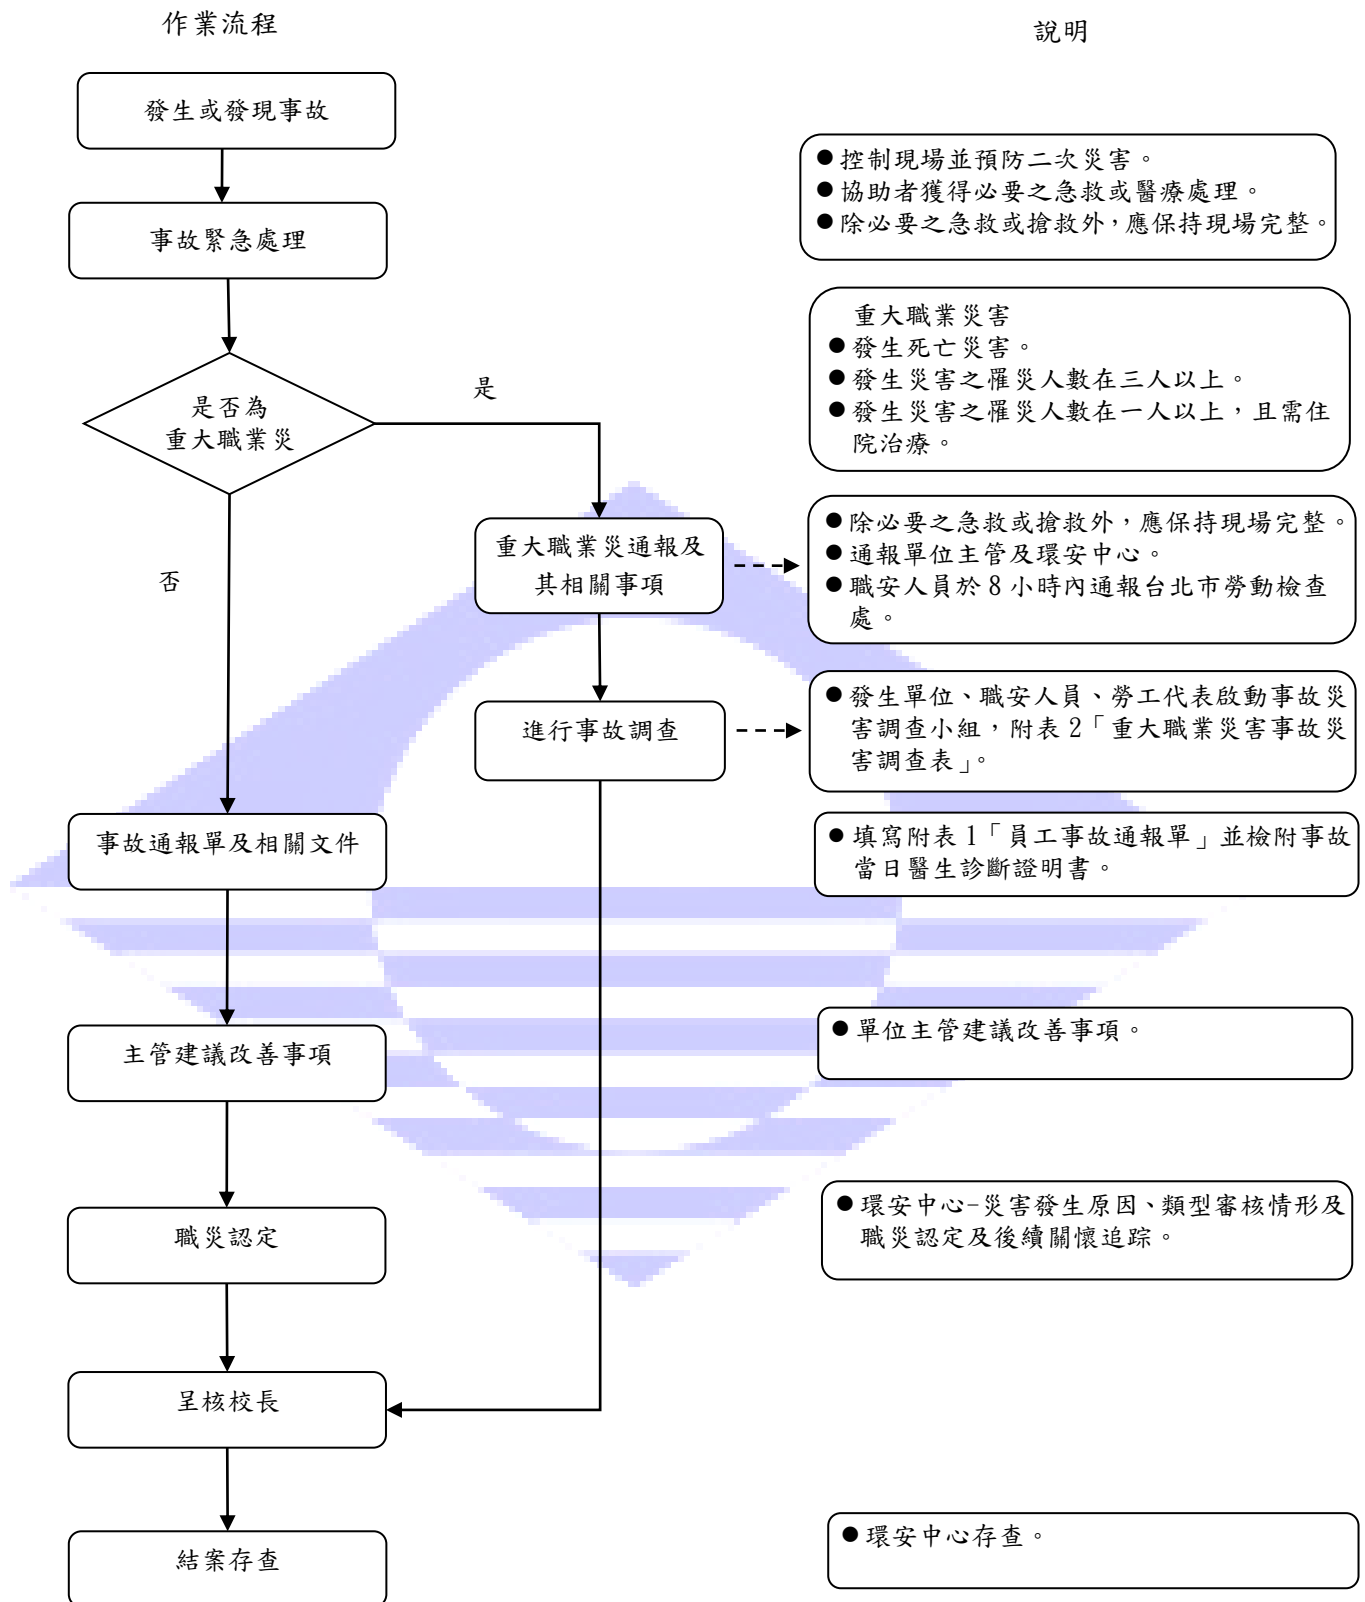 作業流程
說明
發生或發現事故
●控制現場並預防二次災害。
●協助者獲得必要之急救或醫療處理。
●除必要之急救或搶救外，應保持現場完整。
事故緊急處理
重大職業災害
●發生死亡災害。
●發生災害之罹災人數在三人以上。
●發生災害之罹災人數在一人以上，且需住
院治療。
是否為
重大職業災
是
否
重大職業災通報及
其相關事項
●除必要之急救或搶救外，應保持現場完整。
●通報單位主管及環安中心。
●職安人員於8小時內通報台北市勞動檢查
處。
進行事故調查
●發生單位、職安人員、勞工代表啟動事故災
害調查小組，附表2「重大職業災害事故災
害調查表」。
事故通報單及相關文件
●填寫附表1「員工事故通報單」並檢附事故
當日醫生診斷證明書。
主管建議改善事項
●單位主管建議改善事項。
職災認定
●環安中心-災害發生原因、類型審核情形及
職災認定及後續關懷追踪。
呈核校長
結案存查
●環安中心存查。